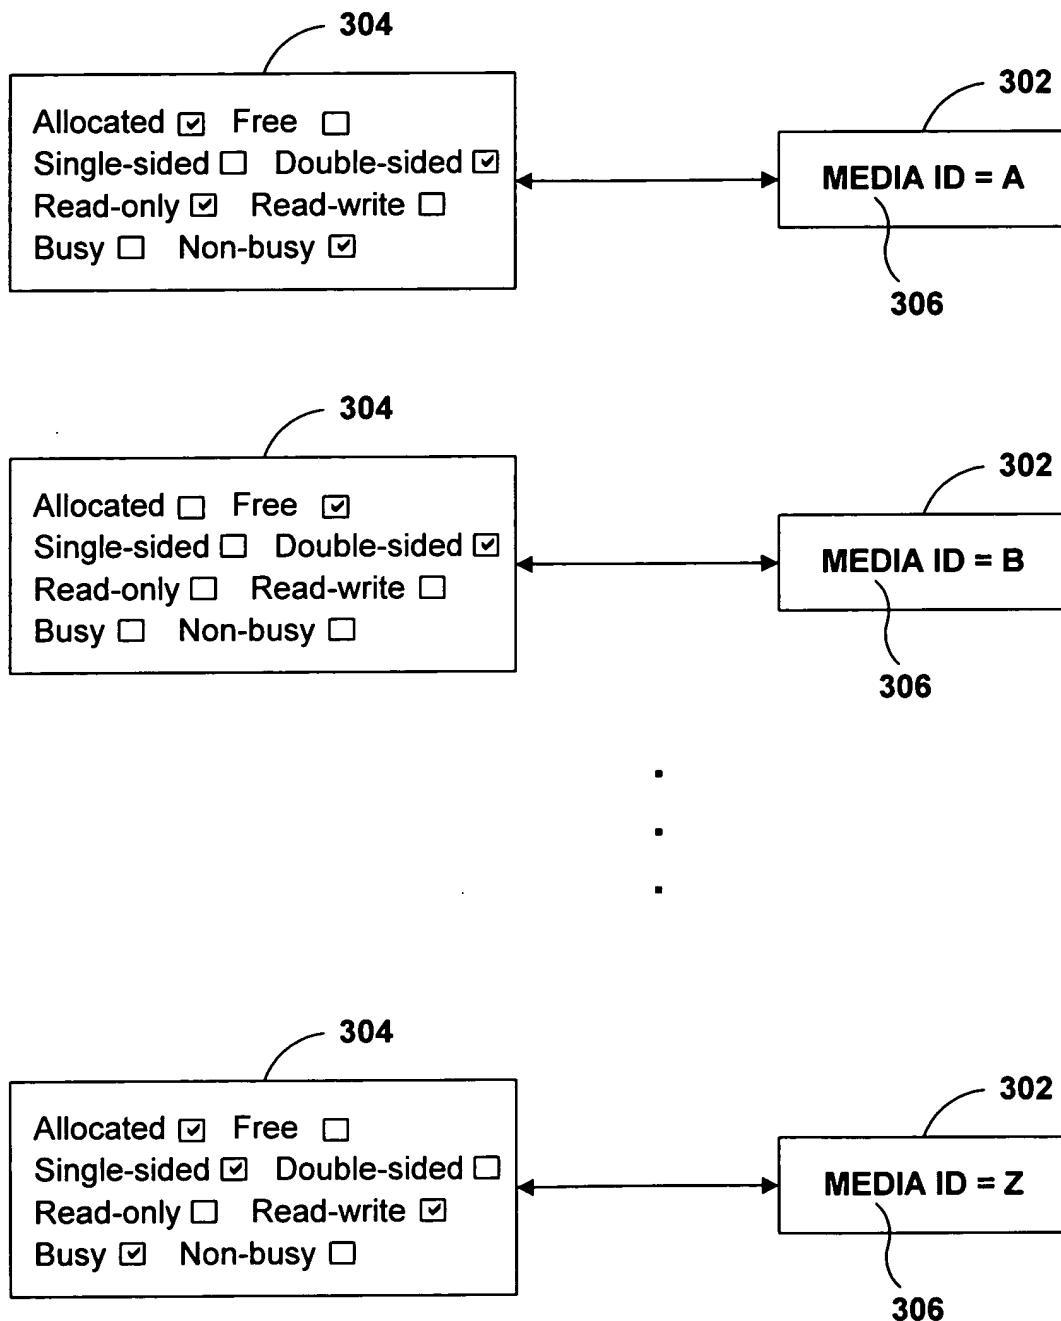 304
302
Allocated ☑ Free ☐
Single-sided ☐ Double-sided ☑
Read-only ☑ Read-write ☐
Busy ☐ Non-busy ☑
MEDIA ID = A
306
304
302
Allocated ☐ Free ☑
Single-sided ☐ Double-sided ☑
Read-only ☐ Read-write ☐
Busy ☐ Non-busy ☐
MEDIA ID = B
306
304
302
Allocated ☑ Free ☐
Single-sided ☑ Double-sided ☐
Read-only ☐ Read-write ☑
Busy ☑ Non-busy ☐
MEDIA ID = Z
306